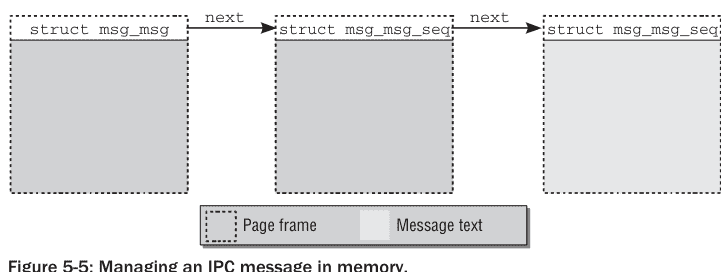 next next
struct msg_msg struct msg_msg_seq struct msg_msg_seq
Page frame Message text
Figure 5-5: Managing an IPC message in memory.